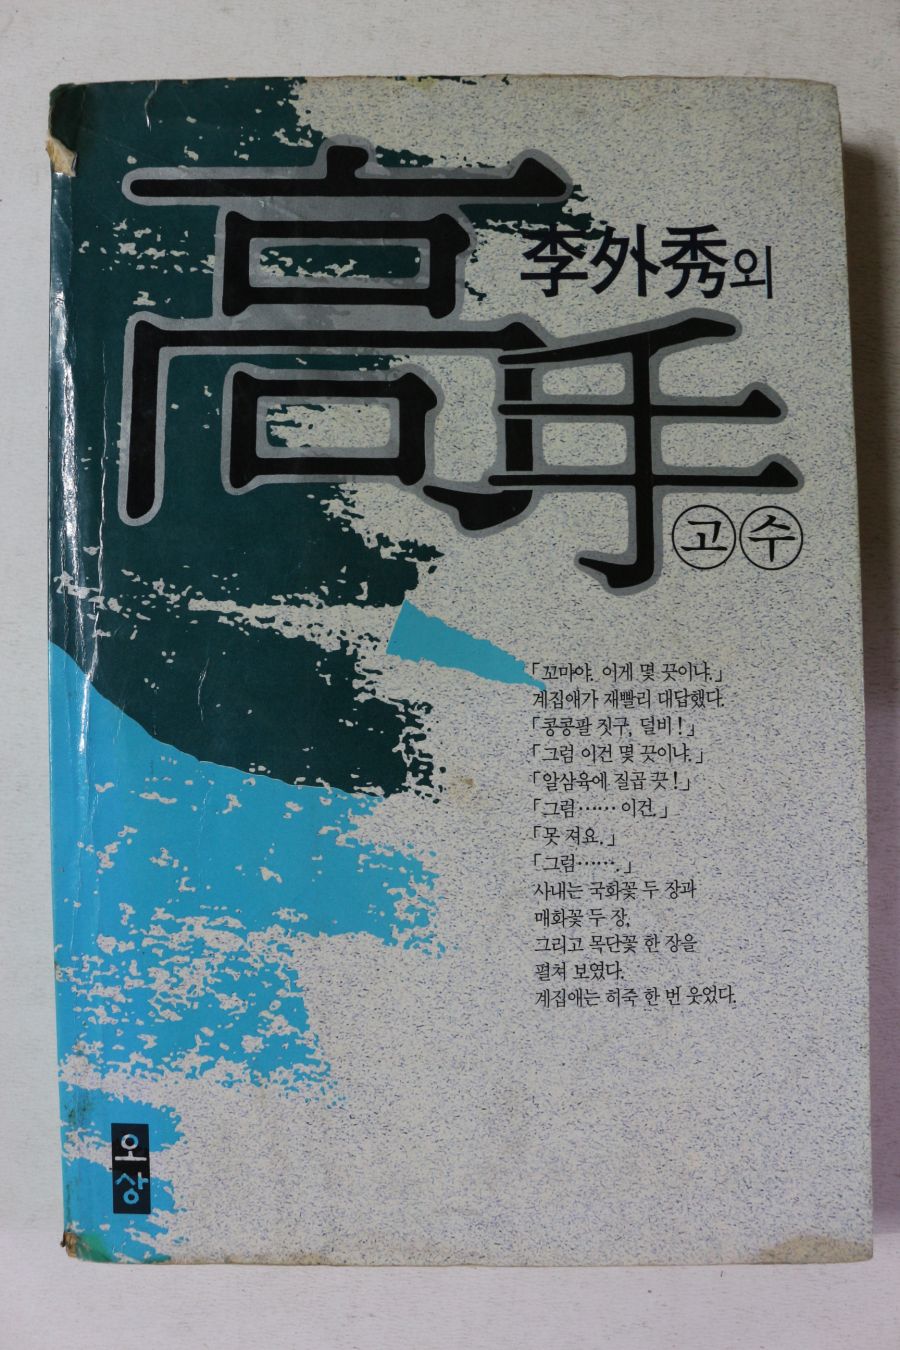 高手
李外秀외
고수
「꼬마야. 이게 몇 끗이냐.」
계집애가 재빨리 대답했다.
「콩콩팔 짓구, 덜비!」
「그럼 이건 몇 끗이냐.」
「알삼육에 질곱 끗!」
「그럼…… 이건.」
「못 져요.」
「그럼…….」
사내는 국화꽃 두 장과
매화꽃 두 장,
그리고 목단꽃 한 장을
펼쳐 보였다.
계집애는 허죽 한 번 웃었다.
오상